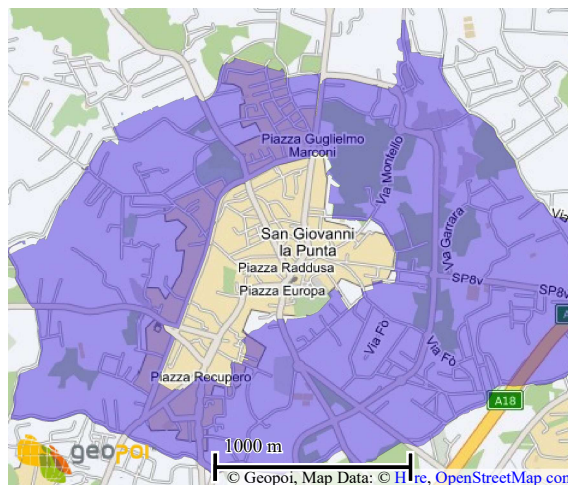 Piazza Guglielmo
Marconi
Via Montello
Via Garrara
San Giovanni
la Punta
Piazza Raddusa
Piazza Europa
SP8v
SP8v
Via Fò
Via Fò
Piazza Recupero
A18
geopoi
1000 m
© Geopoi, Map Data: © Here, OpenStreetMap con